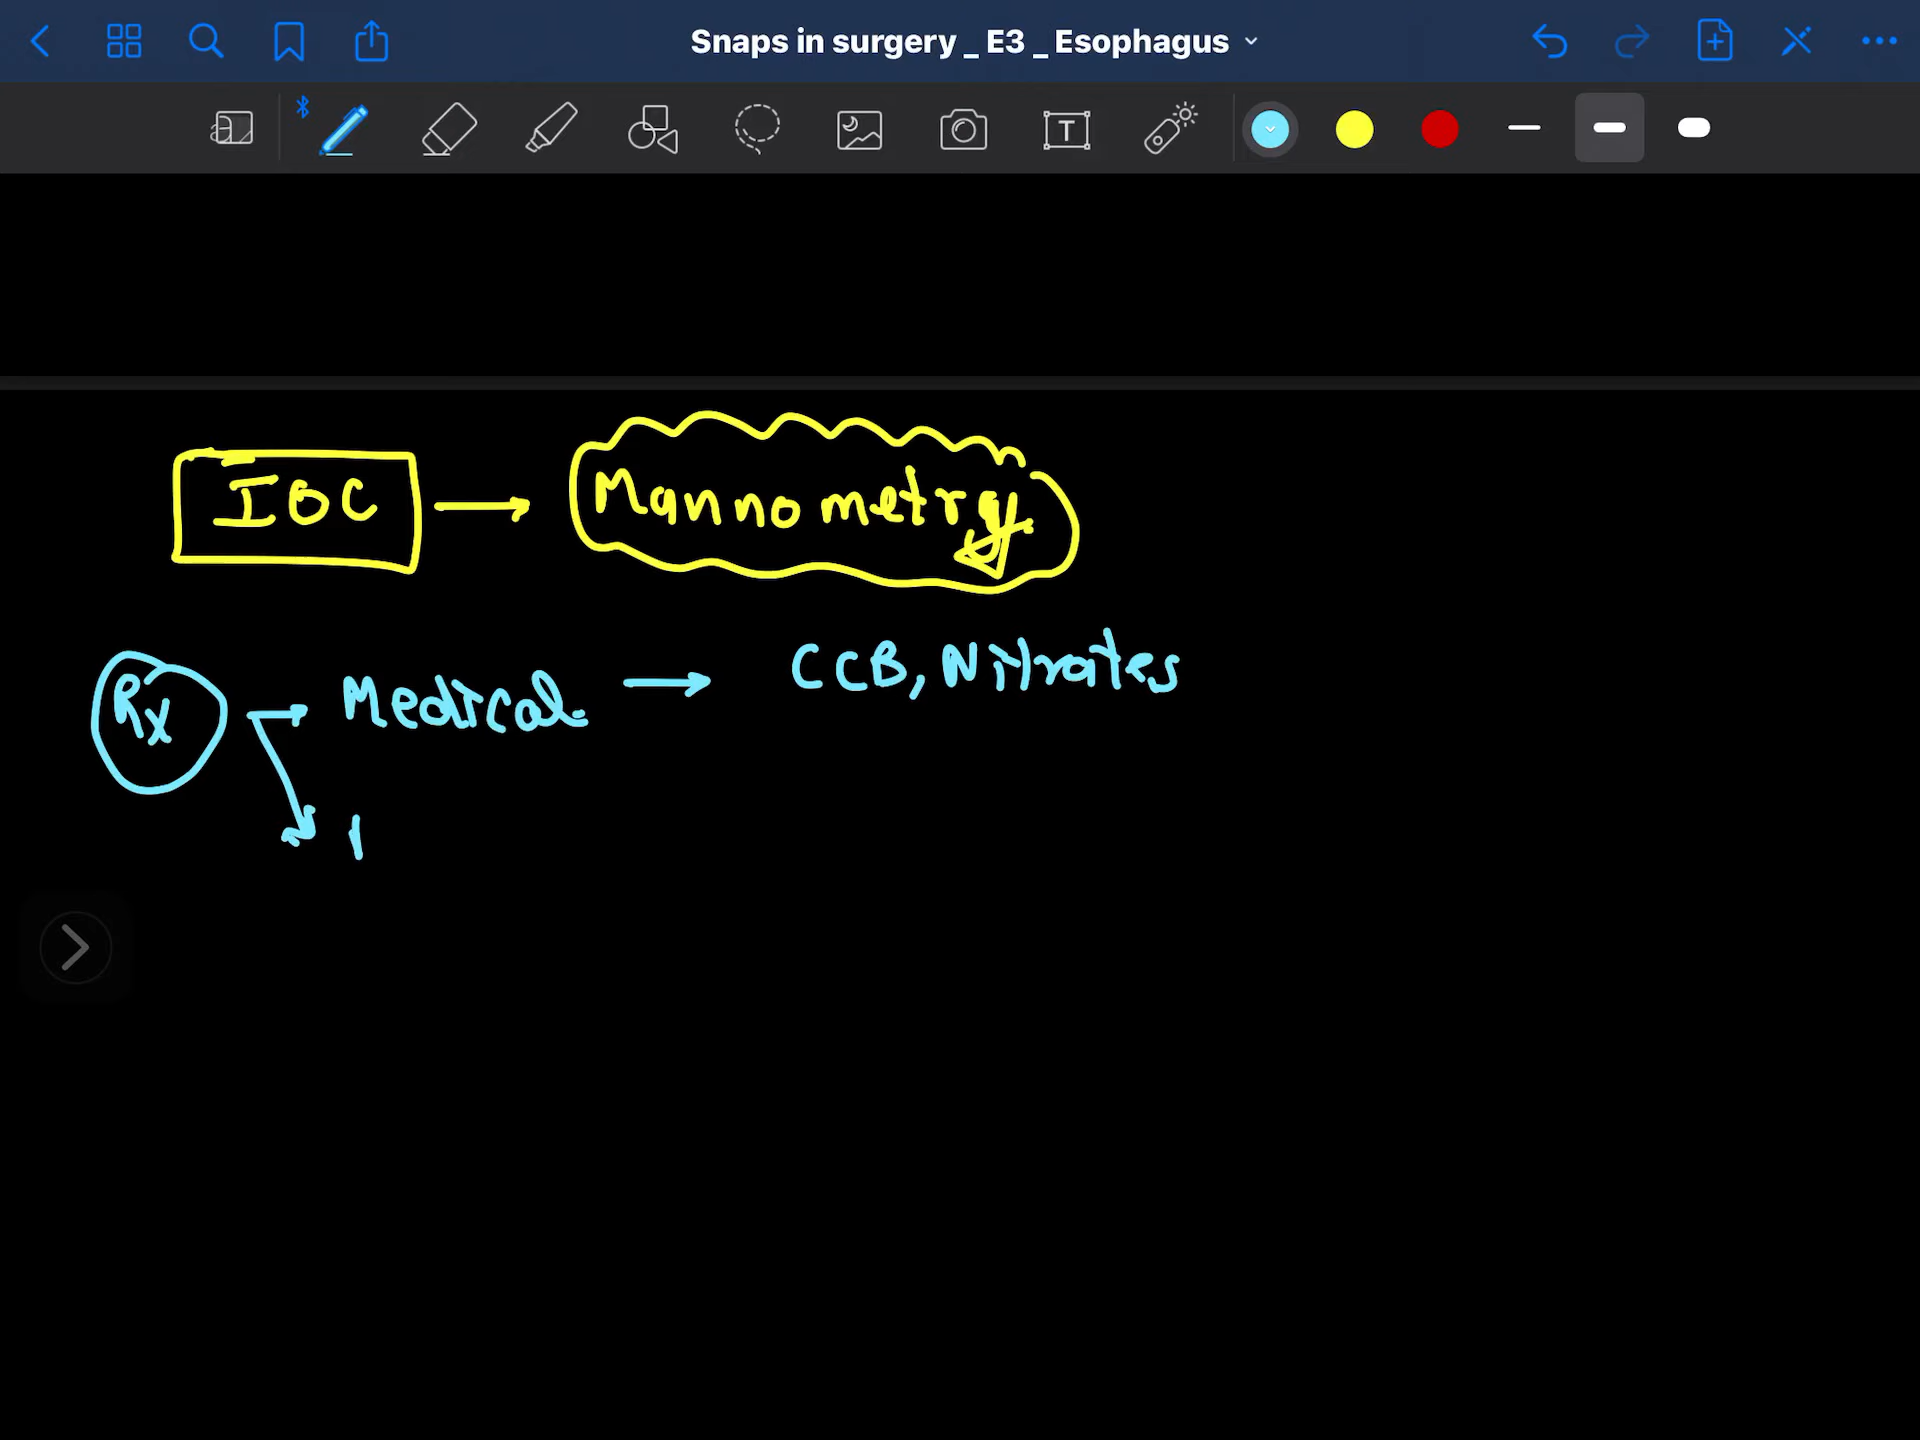 Snaps in surgery _ E3 _ Esophagus
IOC → Mannometry
Rx → Medical → CCB, Nitrates